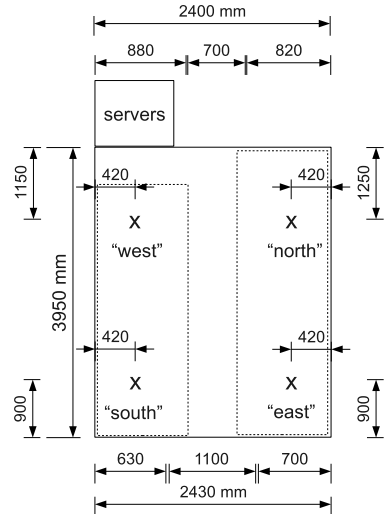 2400 mm
880 700 820
servers
1150 420 420 1250
X X
"west" "north"
3950 mm
420 420
900 X X 900
"south" "east"
630 1100 700
2430 mm